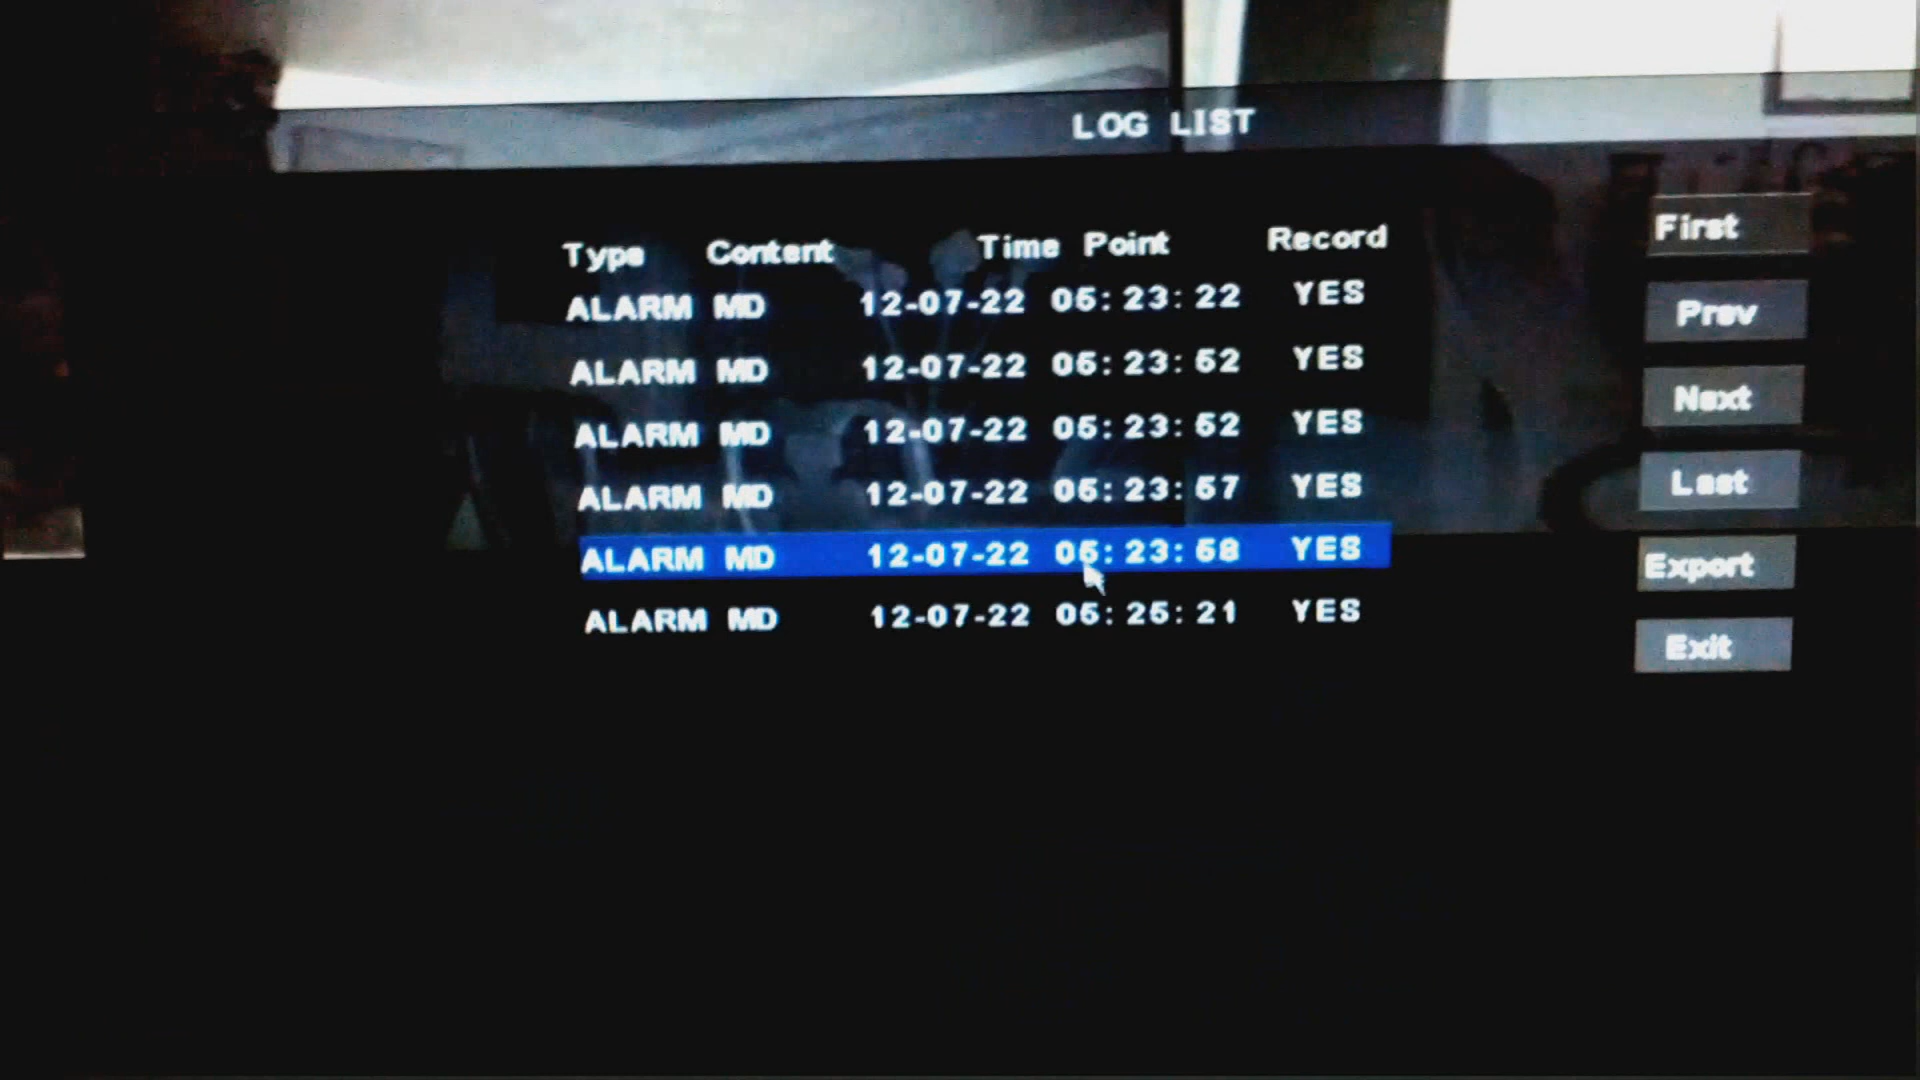 LOG LIST
Type Content Time Point Record
ALARM MD 12-07-22 05:23:22 YES
ALARM MD 12-07-22 05:23:52 YES
ALARM MD 12-07-22 05:23:52 YES
ALARM MD 12-07-22 05:23:57 YES
ALARM MD 12-07-22 05:23:58 YES
ALARM MD 12-07-22 05:25:21 YES
First
Prev
Next
Last
Export
Exit